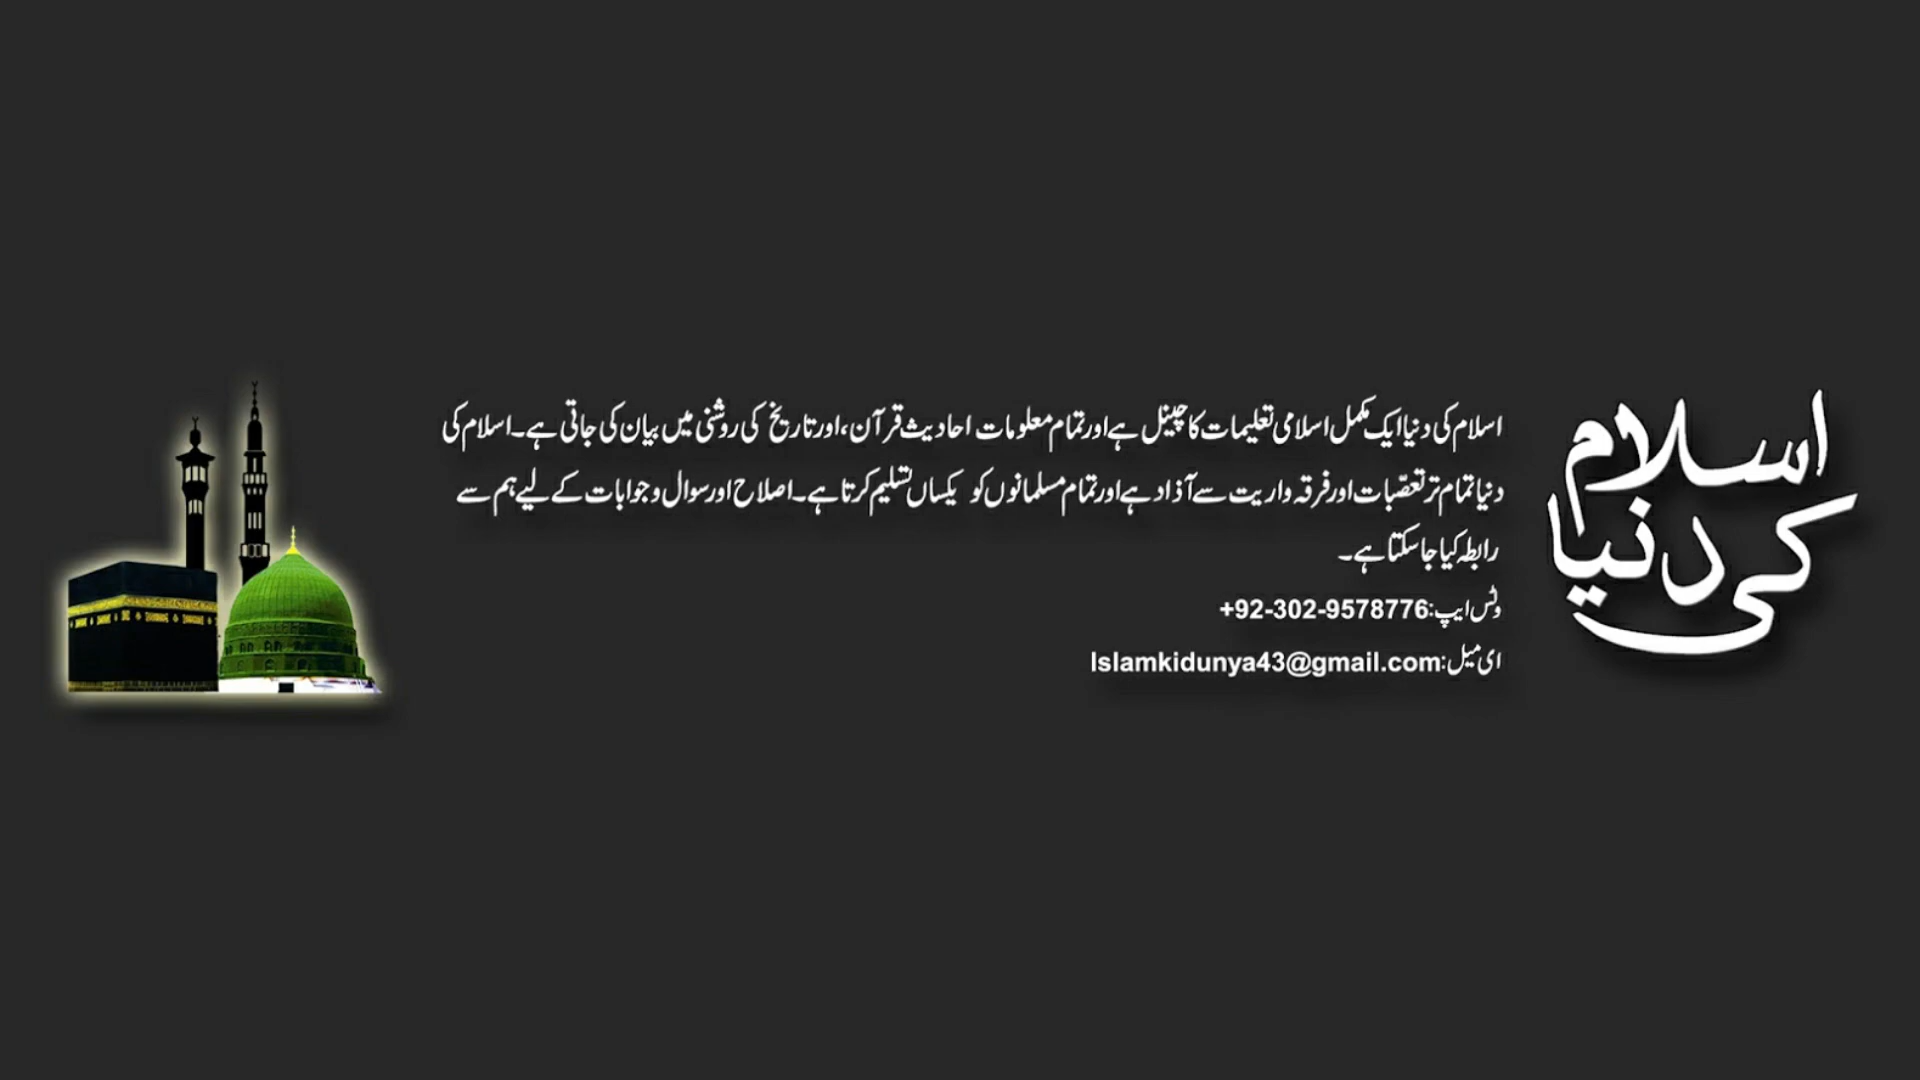 اسلام
کی دنیا
اسلام کی دنیا ایک مکمل اسلامی تعلیمات کا چینل ہے اور تمام معلومات احادیث قرآن، اور تاریخ کی روشنی میں بیان کی جاتی ہے۔ اسلام کی
دنیا تمام تر تعصّبات اور فرقہ واریت سے آذاد ہے اور تمام مسلمانوں کو یکساں تسلیم کرتا ہے۔ اصلاح اور سوال و جوابات کے لیے ہم سے
رابطہ کیا جا سکتا ہے۔
وٹس ایپ: +92-302-9578776
ای میل: Islamkidunya43@gmail.com